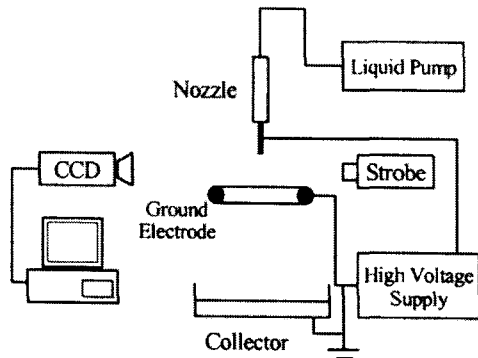 Liquid Pump
Nozzle
CCD
Strobe
Ground
Electrode
High Voltage
Supply
Collector